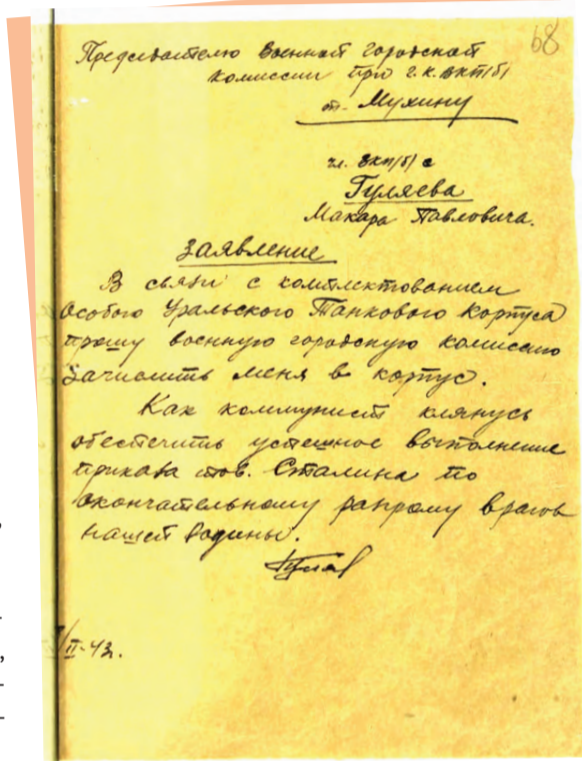 68
Председателю Военной городской
комиссии при г.к. ВКП/б/
т. Мухину
чл. ВКП/б/ с
Гуляева
Макара Павловича.
Заявление
В связи с комплектованием
Особого Уральского Танкового Корпуса
прошу военную городскую комиссию
зачислить меня в корпус.
Как коммунист клянусь
обеспечить успешное выполнение
приказа тов. Сталина по
окончательному разгрому врагов
нашей родины.
/II-43г.